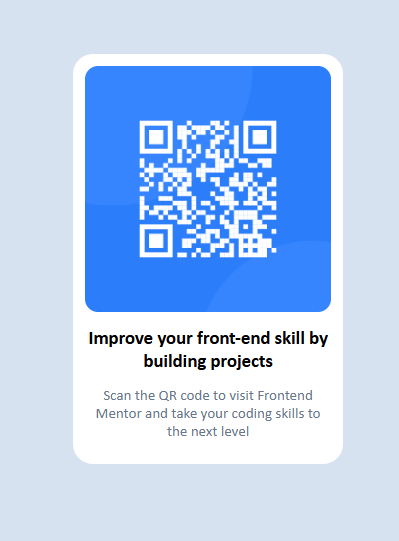 Improve your front-end skill by
building projects
Scan the QR code to visit Frontend
Mentor and take your coding skills to
the next level